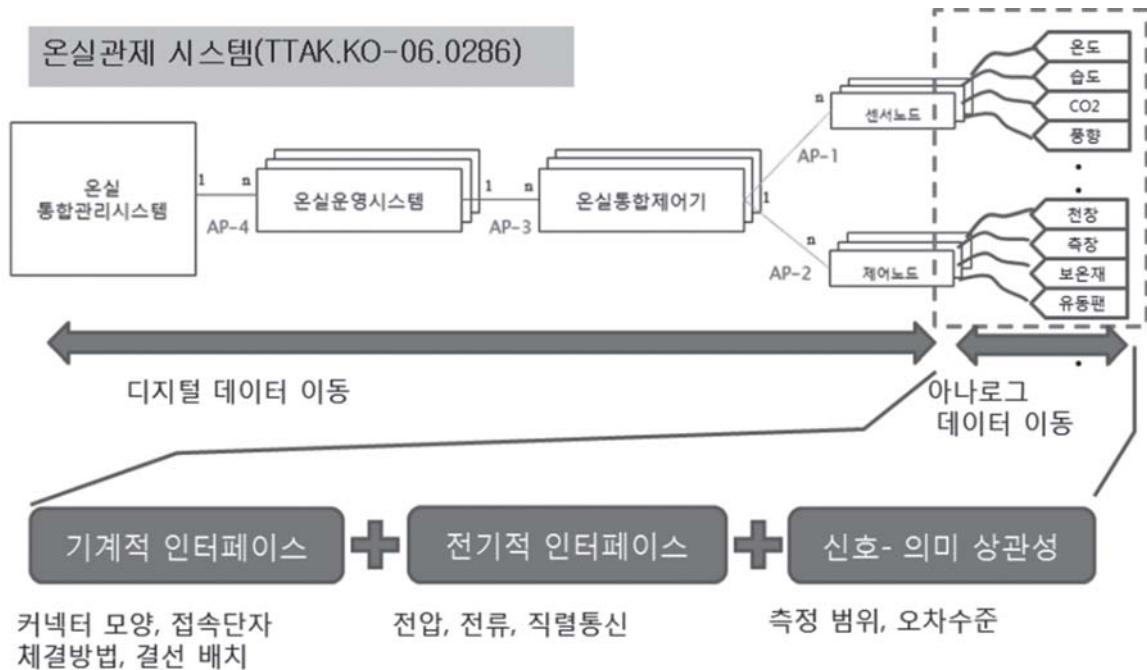 온실관제 시스템(TTAK.KO-06.0286)
온실
통합관리시스템
1
n
AP-4
온실운영시스템
1
n
AP-3
온실통합제어기
1
n
AP-1
센서노드
n
AP-2
제어노드
온도
습도
CO2
풍향
천창
측창
보온재
유동팬
디지털 데이터 이동
아나로그
데이터 이동
기계적 인터페이스
전기적 인터페이스
신호- 의미 상관성
커넥터 모양, 접속단자
체결방법, 결선 배치
전압, 전류, 직렬통신
측정 범위, 오차수준